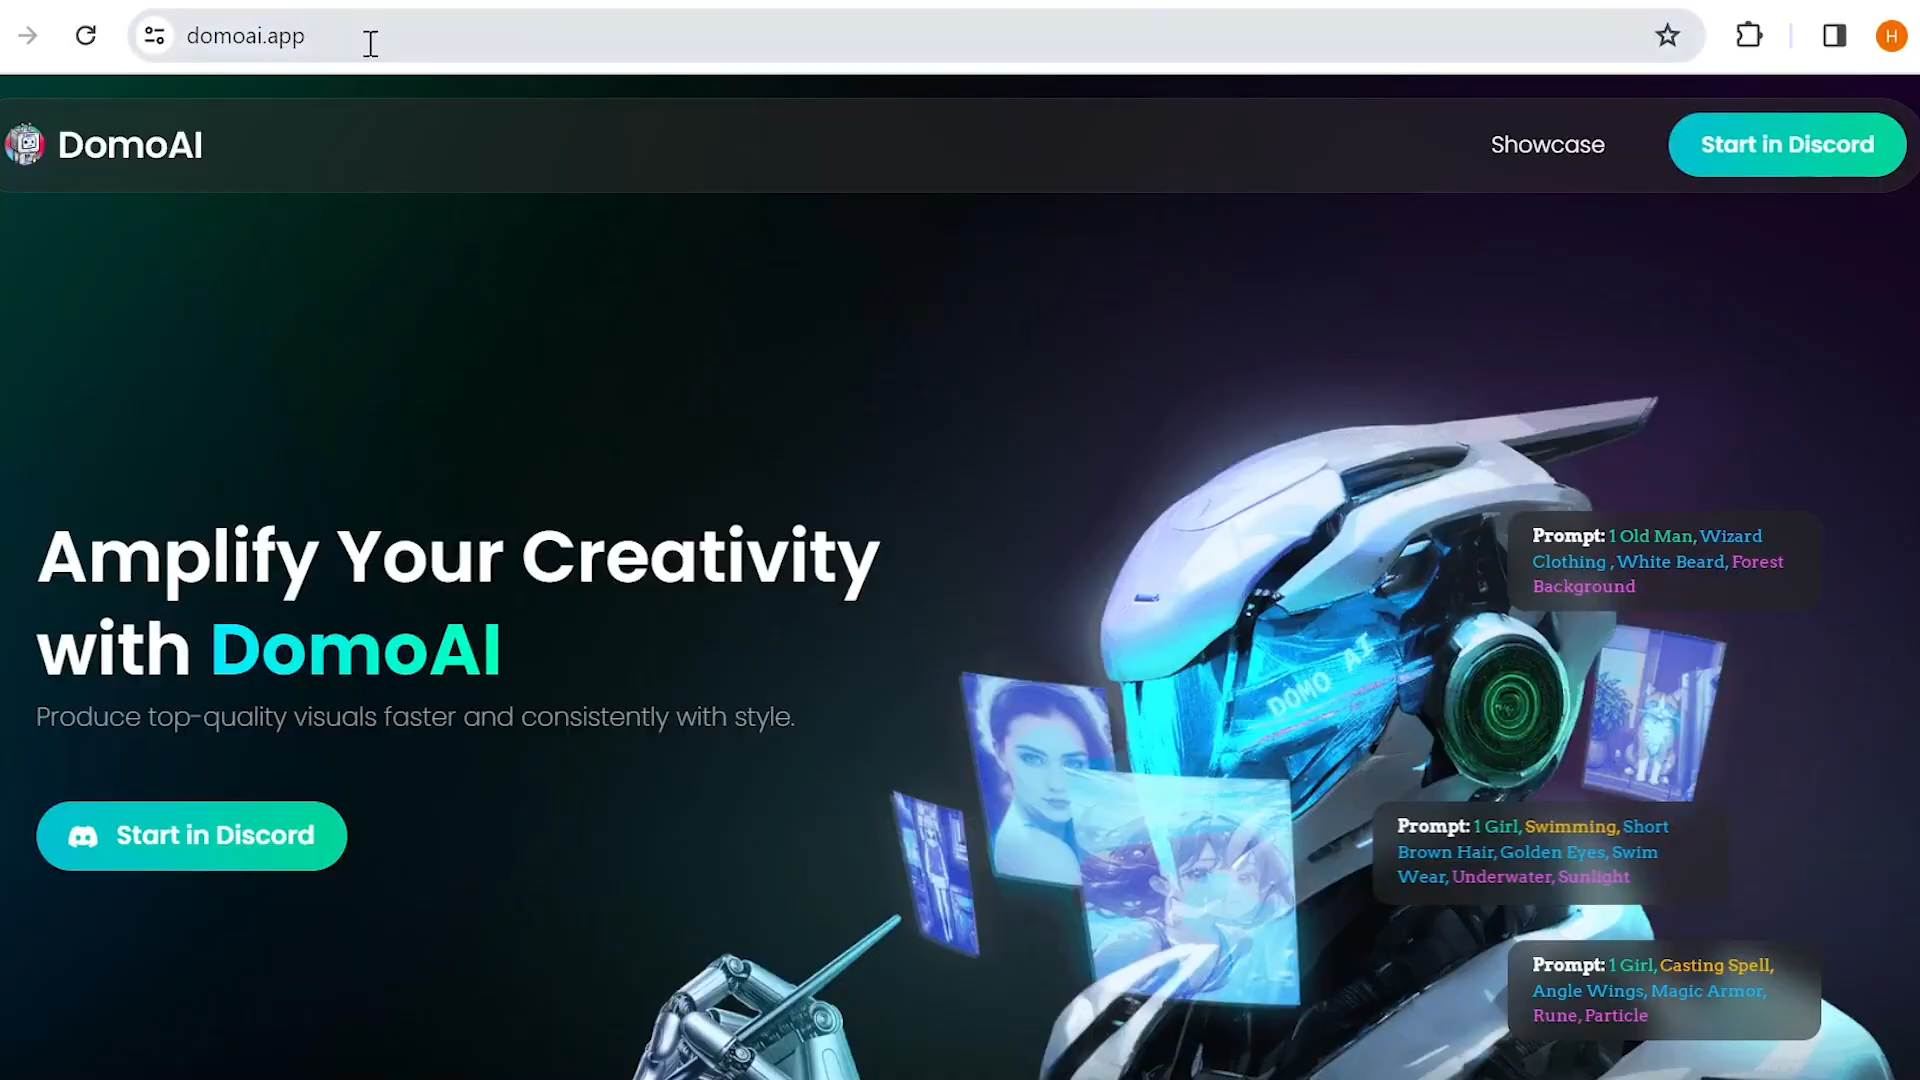 domoai.app
H
DomoAI
Showcase
Start in Discord
Amplify Your Creativity
with DomoAI
Produce top-quality visuals faster and consistently with style.
Start in Discord
DOMO AI
Prompt: 1 Old Man, Wizard
Clothing , White Beard, Forest
Background
Prompt: 1 Girl, Swimming, Short
Brown Hair, Golden Eyes, Swim
Wear, Underwater, Sunlight
Prompt: 1 Girl, Casting Spell,
Angle Wings, Magic Armor,
Rune, Particle